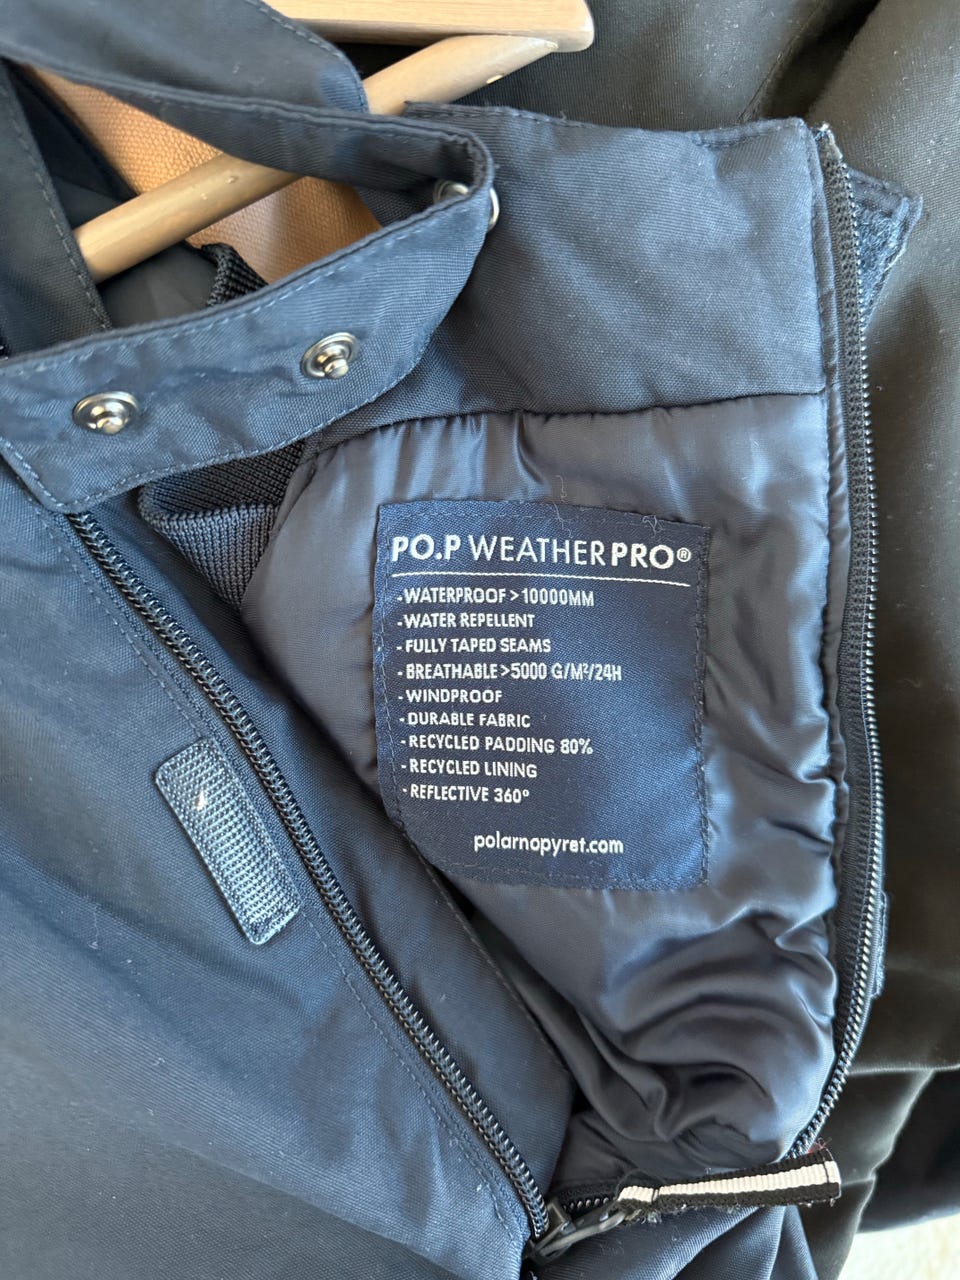 PO.P WEATHERPRO®
-WATERPROOF >10000MM
-WATER REPELLENT
-FULLY TAPED SEAMS
-BREATHABLE >5000 G/M²/24H
-WINDPROOF
-DURABLE FABRIC
-RECYCLED PADDING 80%
-RECYCLED LINING
-REFLECTIVE 360°
polarnopyret.com